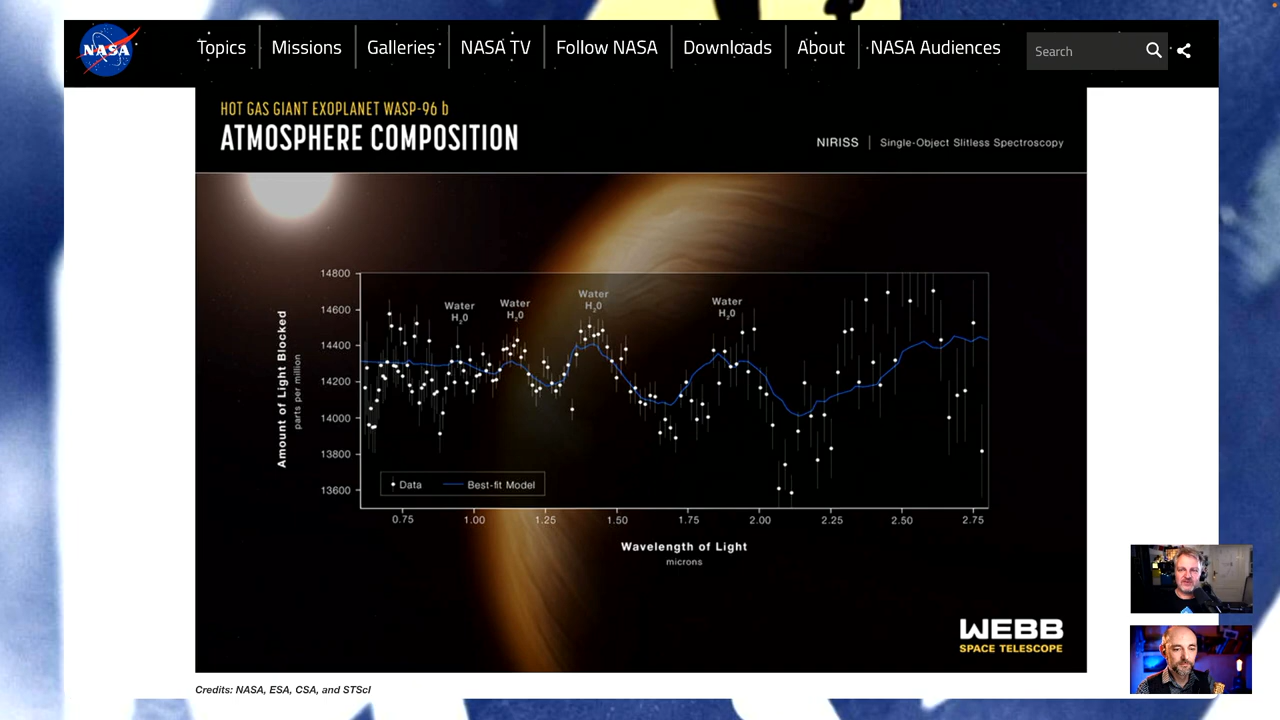 NASA
Topics
Missions
Galleries
NASA TV
Follow NASA
Downloads
About
NASA Audiences
Search
HOT GAS GIANT EXOPLANET WASP-96 b
ATMOSPHERE COMPOSITION
NIRISS | Single-Object Slitless Spectroscopy
Amount of Light Blocked
parts per million
14800
14600
14400
14200
14000
13800
13600
Water
H₂O
Water
H₂O
Water
H₂O
Water
H₂O
Data
Best-fit Model
0.75
1.00
1.25
1.50
1.75
2.00
2.25
2.50
2.75
Wavelength of Light
microns
WEBB
SPACE TELESCOPE
Credits: NASA, ESA, CSA, and STScI